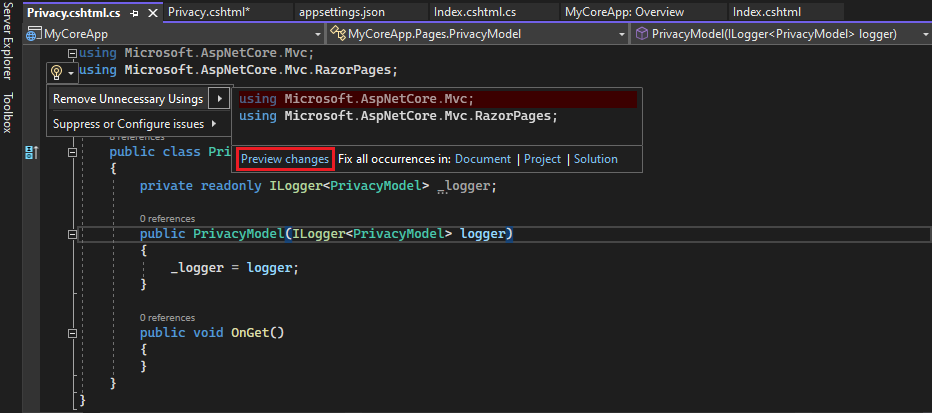 Server Explorer
Toolbox
Privacy.cshtml.cs
Privacy.cshtml*
appsettings.json
Index.cshtml.cs
MyCoreApp: Overview
Index.cshtml
MyCoreApp
MyCoreApp.Pages.PrivacyModel
PrivacyModel(ILogger<PrivacyModel> logger)
using Microsoft.AspNetCore.Mvc;
using Microsoft.AspNetCore.Mvc.RazorPages;
Remove Unnecessary Usings
Suppress or Configure issues
using Microsoft.AspNetCore.Mvc;
using Microsoft.AspNetCore.Mvc.RazorPages;
Preview changes Fix all occurrences in: Document | Project | Solution
0 references
public class Pri
{
private readonly ILogger<PrivacyModel> _logger;
0 references
public PrivacyModel(ILogger<PrivacyModel> logger)
{
_logger = logger;
}
0 references
public void OnGet()
{
}
}
}